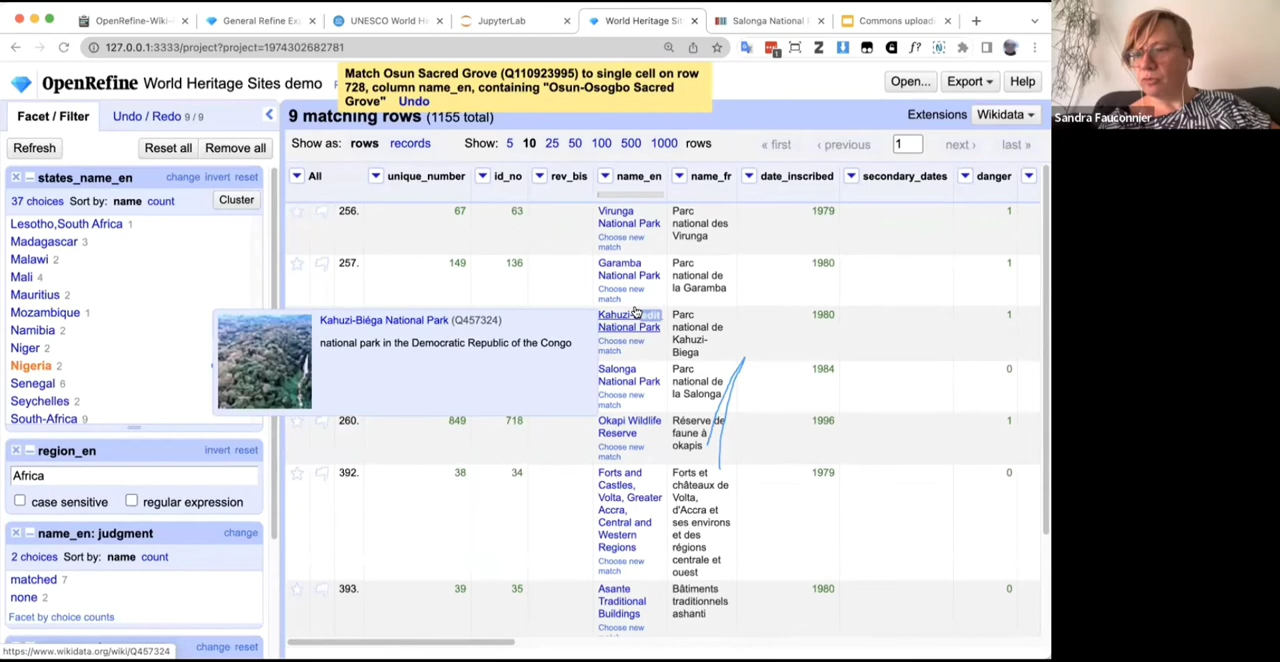 OpenRefine-Wiki-
General Refine Ex
UNESCO World He
JupyterLab
World Heritage Sit
Salonga National
Commons upload
127.0.0.1:3333/project?project=1974302682781
OpenRefine World Heritage Sites demo
Match Osun Sacred Grove (Q110923995) to single cell on row
728, column name_en, containing "Osun-Osogbo Sacred
Grove" Undo
Open... Export Help
Sandra Fauconnier
Facet / Filter Undo / Redo 9 / 9
9 matching rows (1155 total)
Extensions Wikidata
Refresh Reset all Remove all
Show as: rows records Show: 5 10 25 50 100 500 1000 rows « first ‹ previous 1 next › last »
states_name_en change invert reset
37 choices Sort by: name count Cluster
Lesotho,South Africa 1
Madagascar 3
Malawi 2
Mali 4
Mauritius 2
Mozambique 1
Namibia 2
Niger 2
Nigeria 2
Senegal 6
Seychelles 2
South-Africa 9
region_en invert reset
Africa
case sensitive regular expression
name_en: judgment change
2 choices Sort by: name count
matched 7
none 2
Facet by choice counts
change reset
https://www.wikidata.org/wiki/Q457324
All unique_number id_no rev_bis name_en name_fr date_inscribed secondary_dates danger
256. 67 63 Virunga National Park Choose new match Parc national des Virunga 1979 1
257. 149 136 Garamba National Park Choose new match Parc national de la Garamba 1980 1
Kahuzi- edit National Park Choose new match Parc national de Kahuzi-Biega 1980 1
Kahuzi-Biéga National Park (Q457324)
national park in the Democratic Republic of the Congo
Salonga National Park Choose new match Parc national de la Salonga 1984 0
260. 849 718 Okapi Wildlife Reserve Choose new match Réserve de faune à okapis 1996 1
392. 38 34 Forts and Castles, Volta, Greater Accra, Central and Western Regions Choose new match Forts et châteaux de Volta, d'Accra et ses environs et des régions centrale et ouest 1979 0
393. 39 35 Asante Traditional Buildings Choose new Bâtiments traditionnels ashanti 1980 0